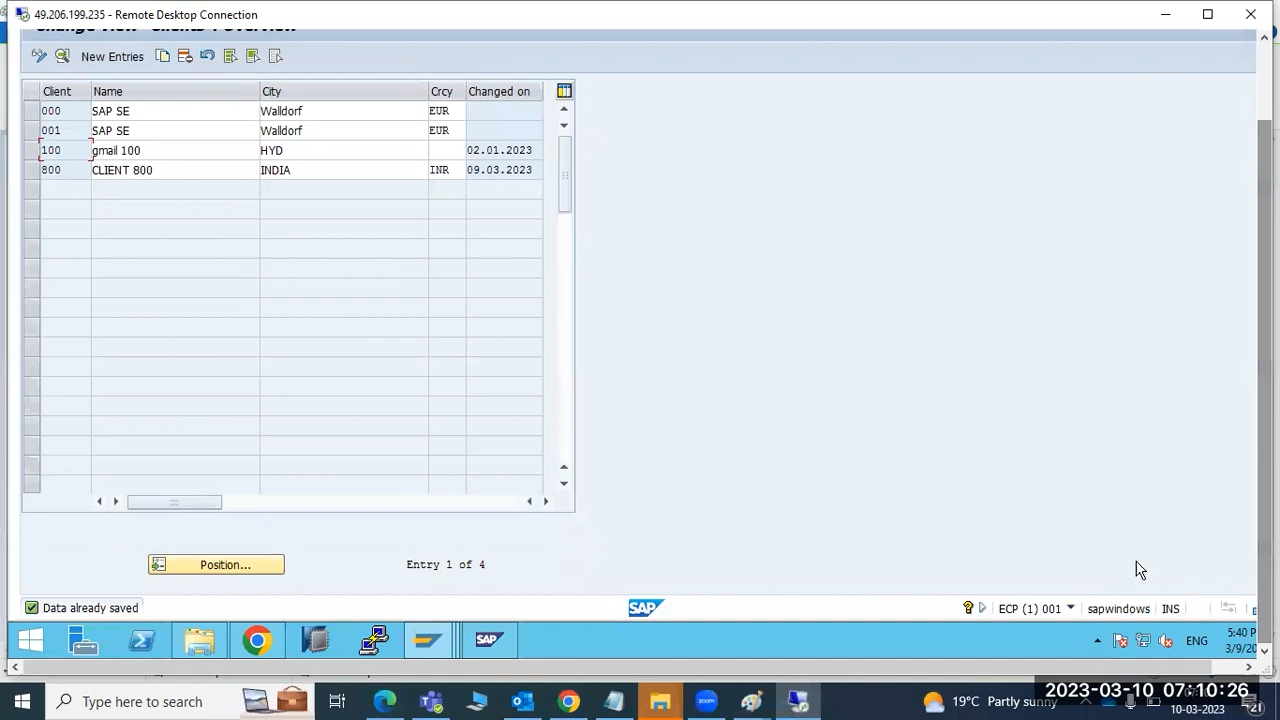 49.206.199.235 - Remote Desktop Connection
New Entries
Client Name City Crcy Changed on
000 SAP SE Walldorf EUR
001 SAP SE Walldorf EUR
100 gmail 100 HYD 02.01.2023
800 CLIENT 800 INDIA INR 09.03.2023
Position... Entry 1 of 4
Data already saved SAP ECP (1) 001 sapwindows INS
SAP ENG 5:40 P
3/9/20
Type here to search 19°C Partly sunny 2023-03-10 07:10:26
10-03-2023 21